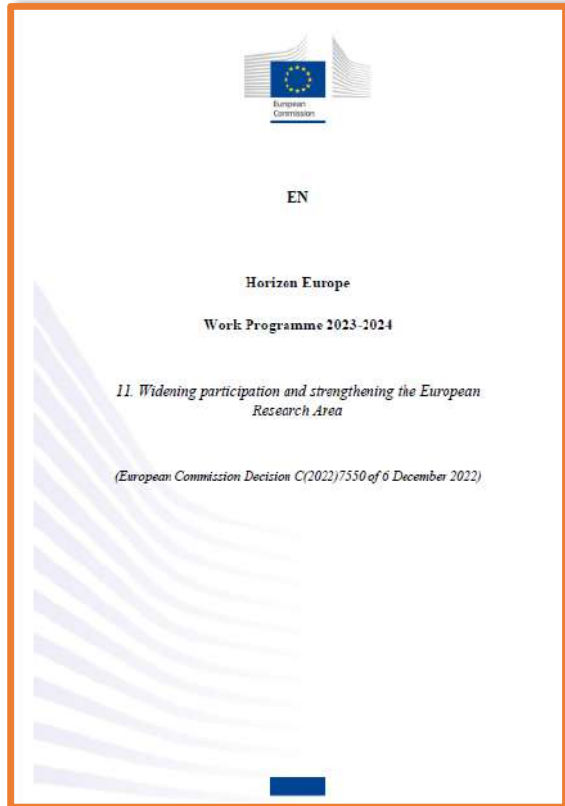 European
Commission
EN
Horizon Europe
Work Programme 2023-2024
11. Widening participation and strengthening the European
Research Area
(European Commission Decision C(2022)7550 of 6 December 2022)